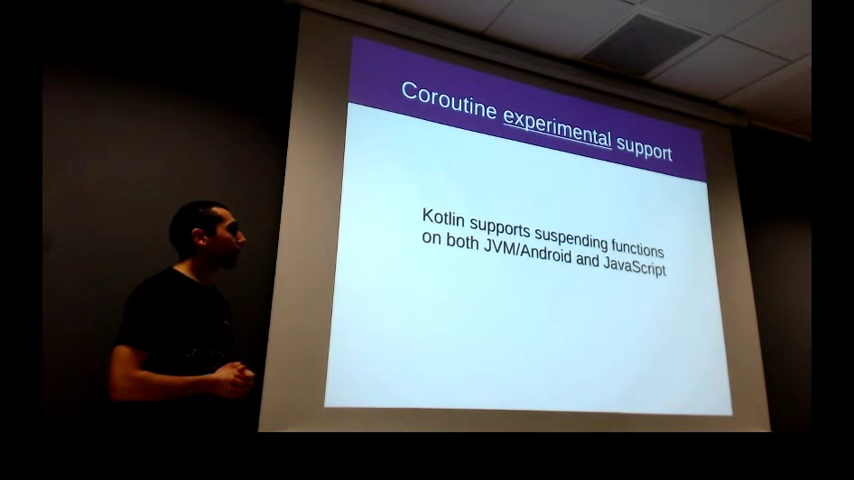 Coroutine experimental support
Kotlin supports suspending functions
on both JVM/Android and JavaScript